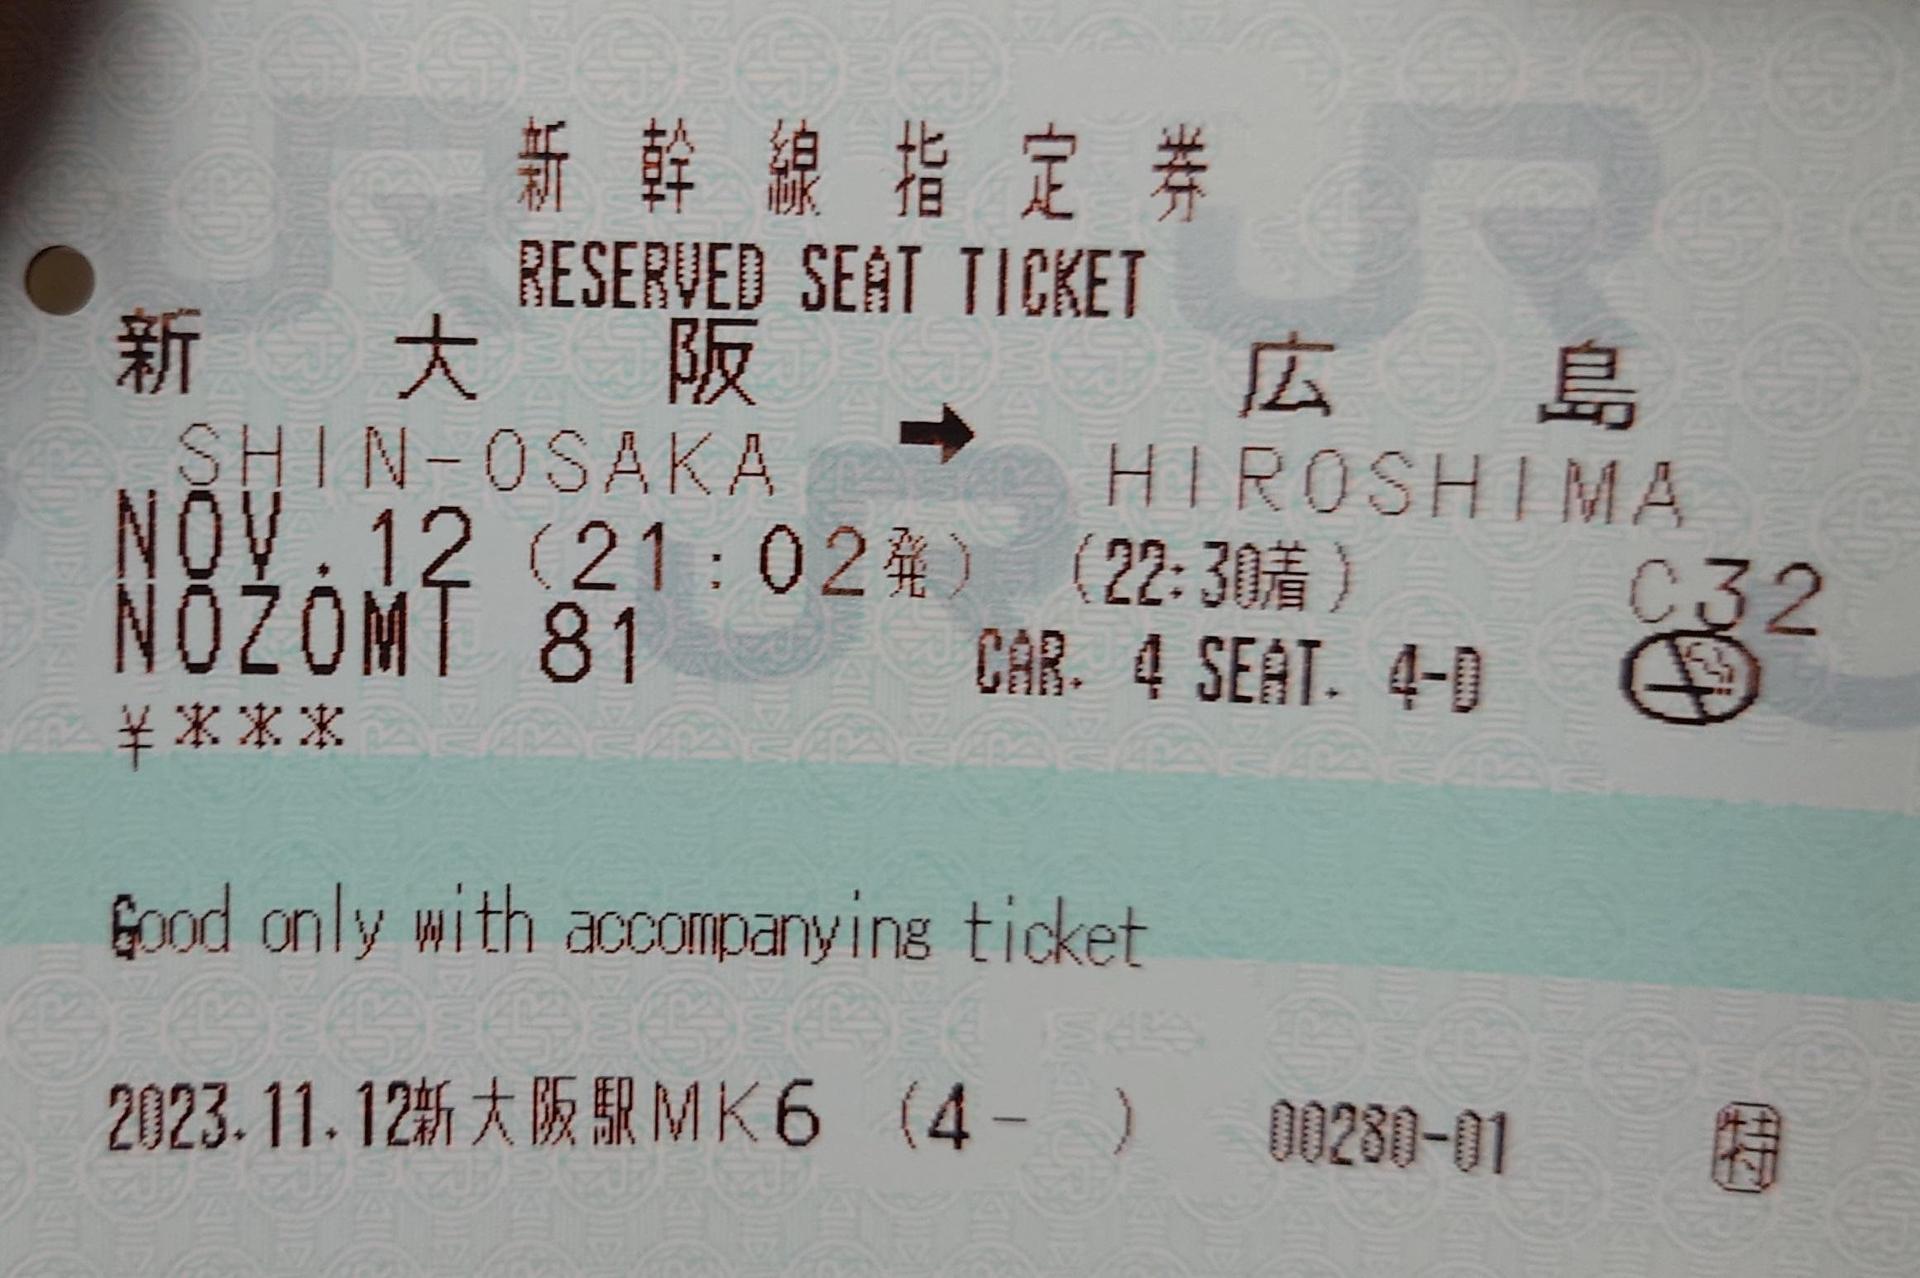 新幹線指定券
RESERVED SEAT TICKET
新大阪 → 広島
SHIN-OSAKA HIROSHIMA
NOV.12 (21:02発) (22:30着) C32
NOZOMI 81 CAR. 4 SEAT. 4-D
¥***
Good only with accompanying ticket
2023.11.12新大阪駅MK6 (4- ) 00280-01 特